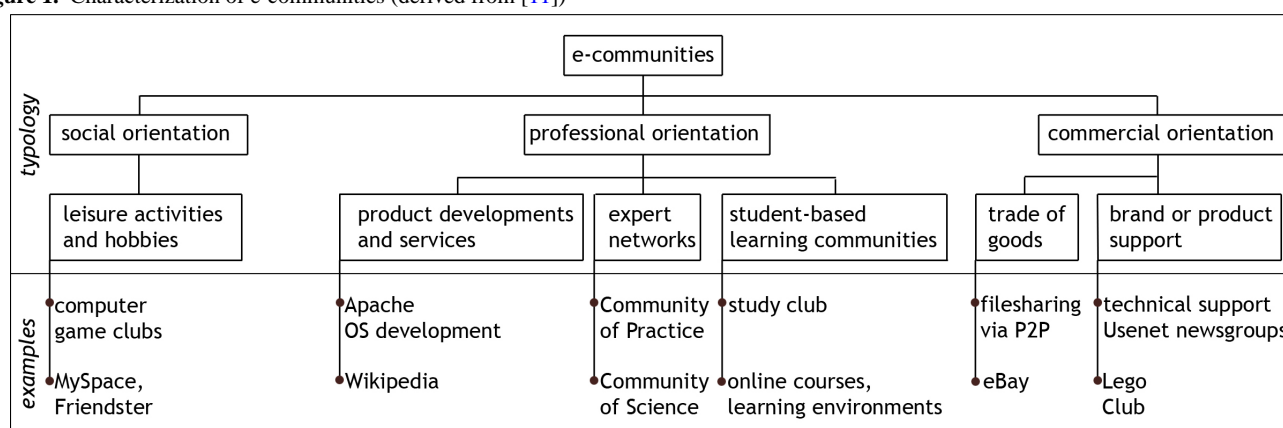 Figure 1. Characterization of e-communities (derived from [11])
e-communities
typology
social orientation
professional orientation
commercial orientation
leisure activities
and hobbies
product developments
and services
expert
networks
student-based
learning communities
trade of
goods
brand or product
support
examples
computer
game clubs
Apache
OS development
Community
of Practice
study club
filesharing
via P2P
technical support
Usenet newsgroups
MySpace,
Friendster
Wikipedia
Community
of Science
online courses,
learning environments
eBay
Lego
Club